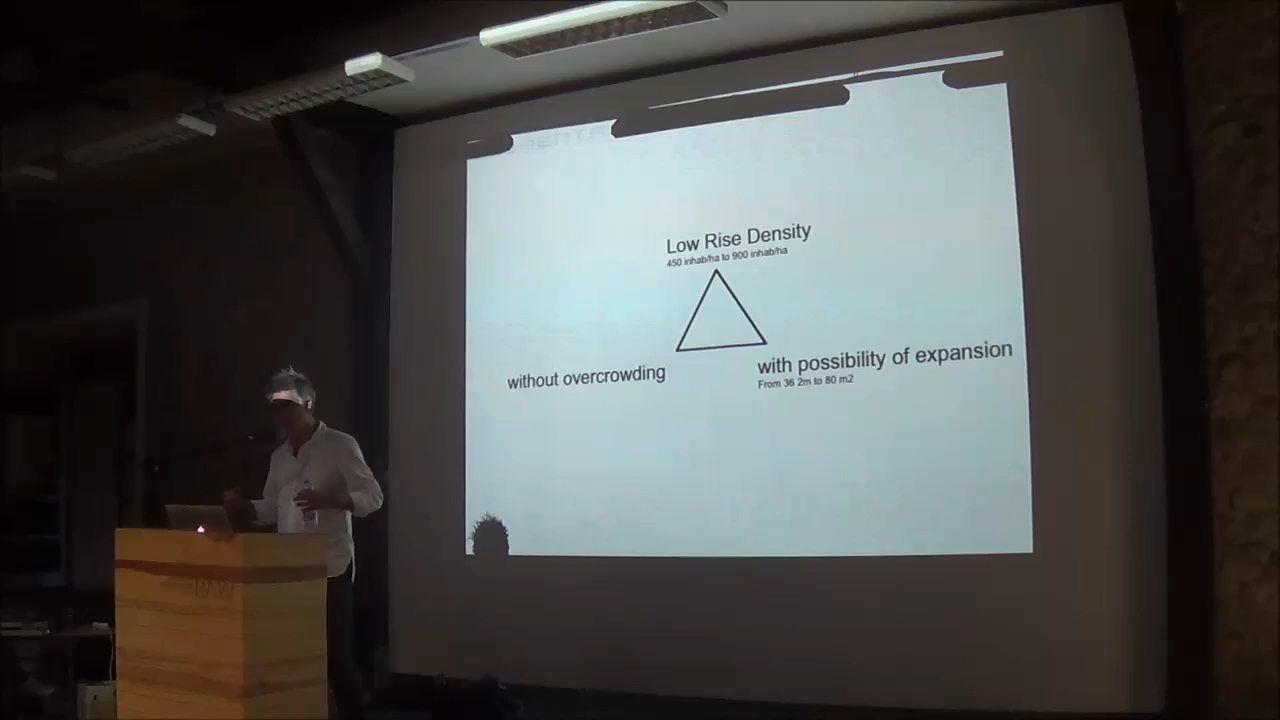 Low Rise Density
450 inhab/ha to 900 inhab/ha
without overcrowding
with possibility of expansion
From 36 2m to 80 m2